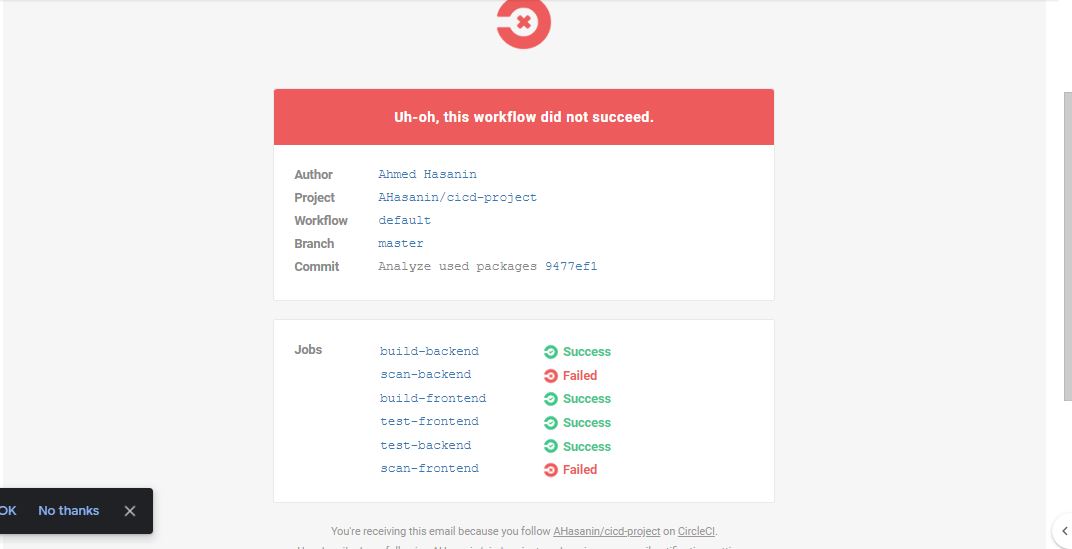 Uh-oh, this workflow did not succeed.
Author Ahmed Hasanin
Project AHasanin/cicd-project
Workflow default
Branch master
Commit Analyze used packages 9477ef1
Jobs build-backend Success
scan-backend Failed
build-frontend Success
test-frontend Success
test-backend Success
scan-frontend Failed
OK No thanks
You're receiving this email because you follow AHasanin/cicd-project on CircleCI.